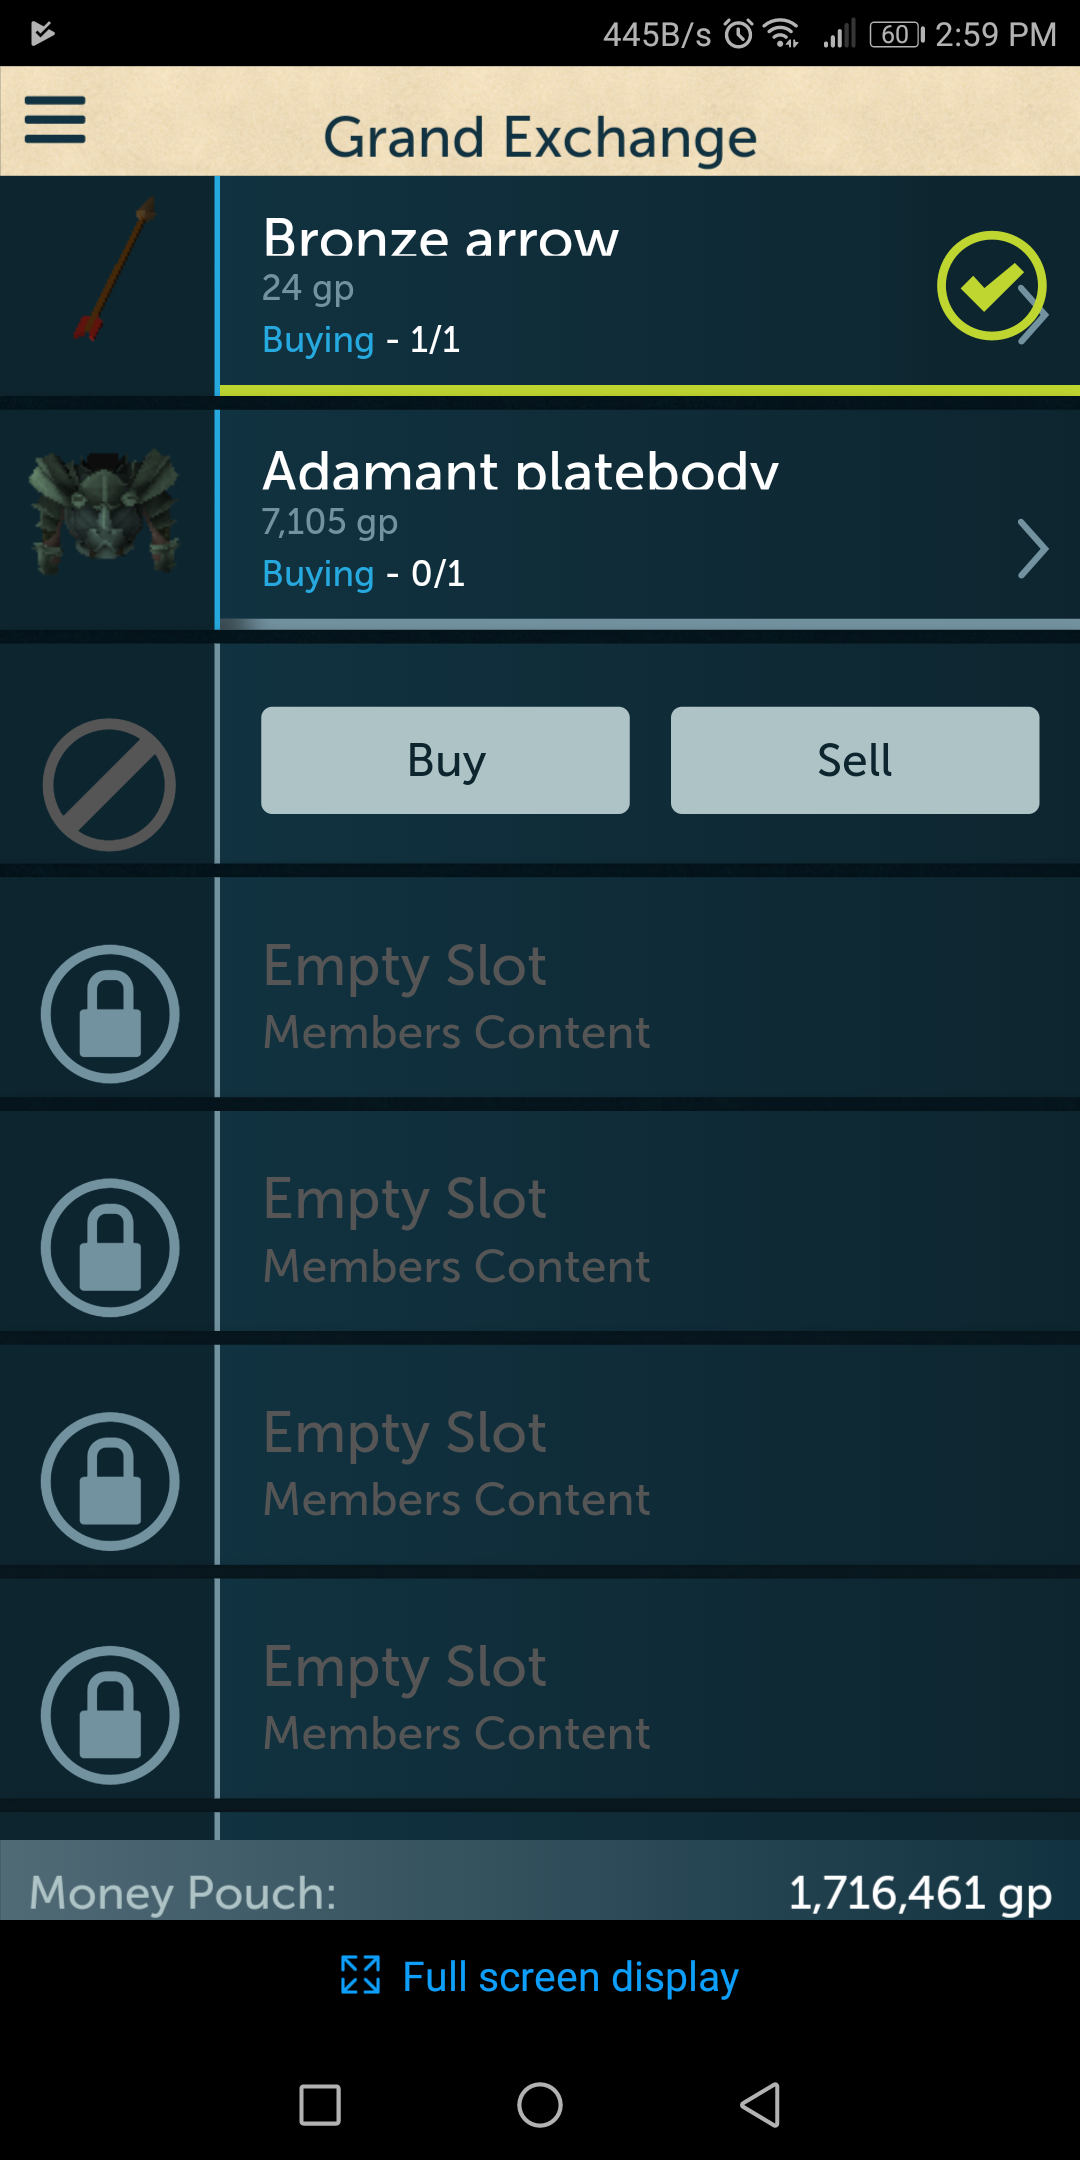 445B/s 60 2:59 PM
Grand Exchange
Bronze arrow
24 gp
Buying - 1/1
Adamant platebody
7,105 gp
Buying - 0/1
Buy Sell
Empty Slot
Members Content
Empty Slot
Members Content
Empty Slot
Members Content
Empty Slot
Members Content
Money Pouch: 1,716,461 gp
Full screen display